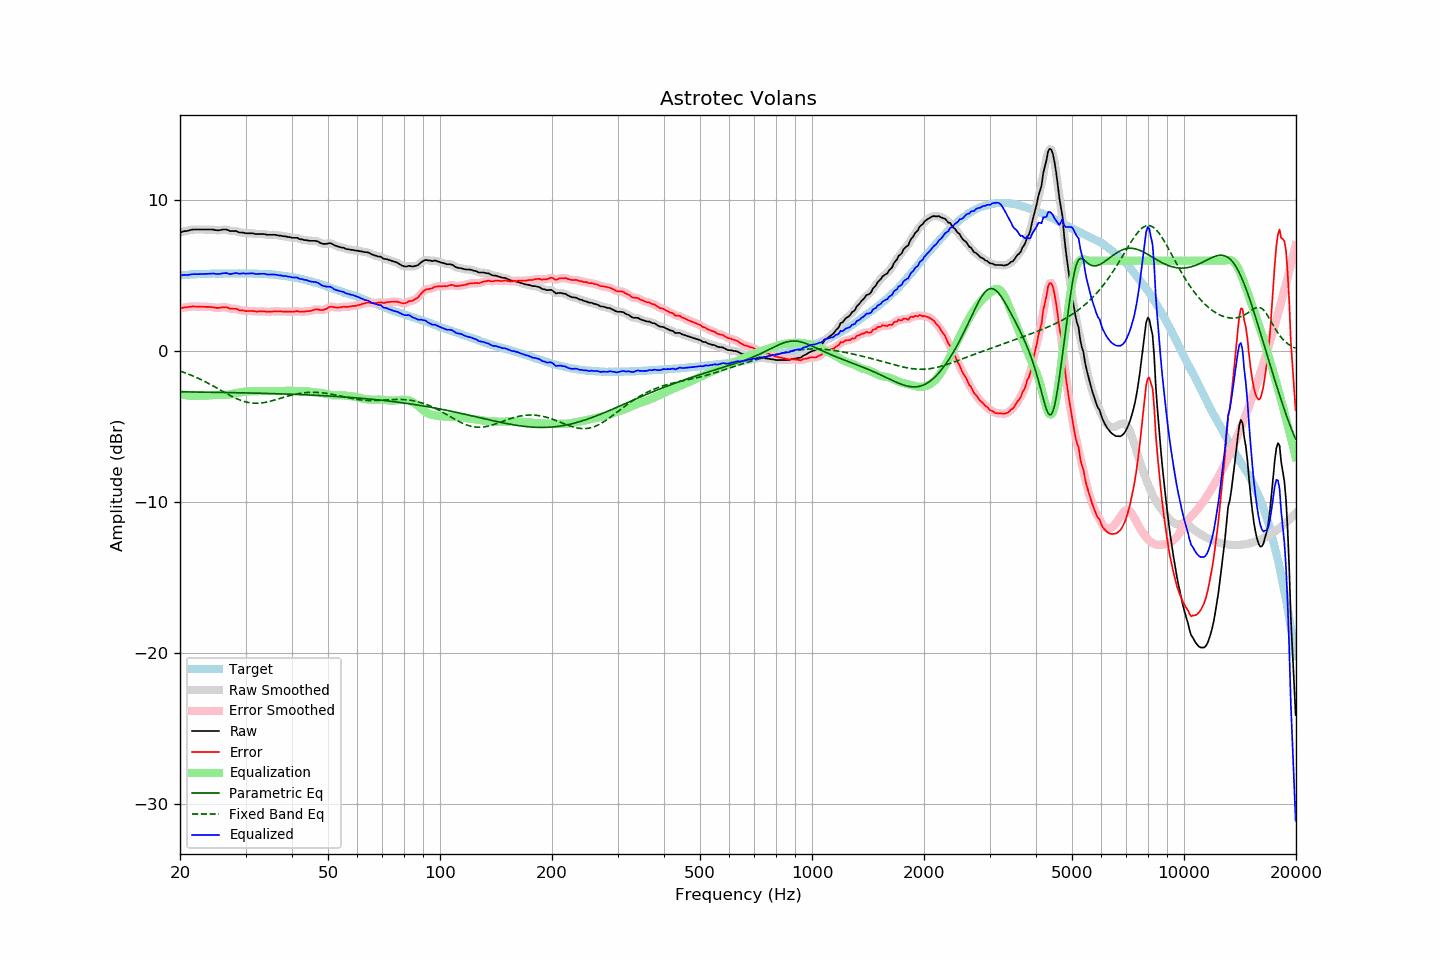 Astrotec Volans
10
0
−10
−20
−30
Amplitude (dBr)
Target
Raw Smoothed
Error Smoothed
Raw
Error
Equalization
Parametric Eq
Fixed Band Eq
Equalized
20 50 100 200 500 1000 2000 5000 10000 20000
Frequency (Hz)